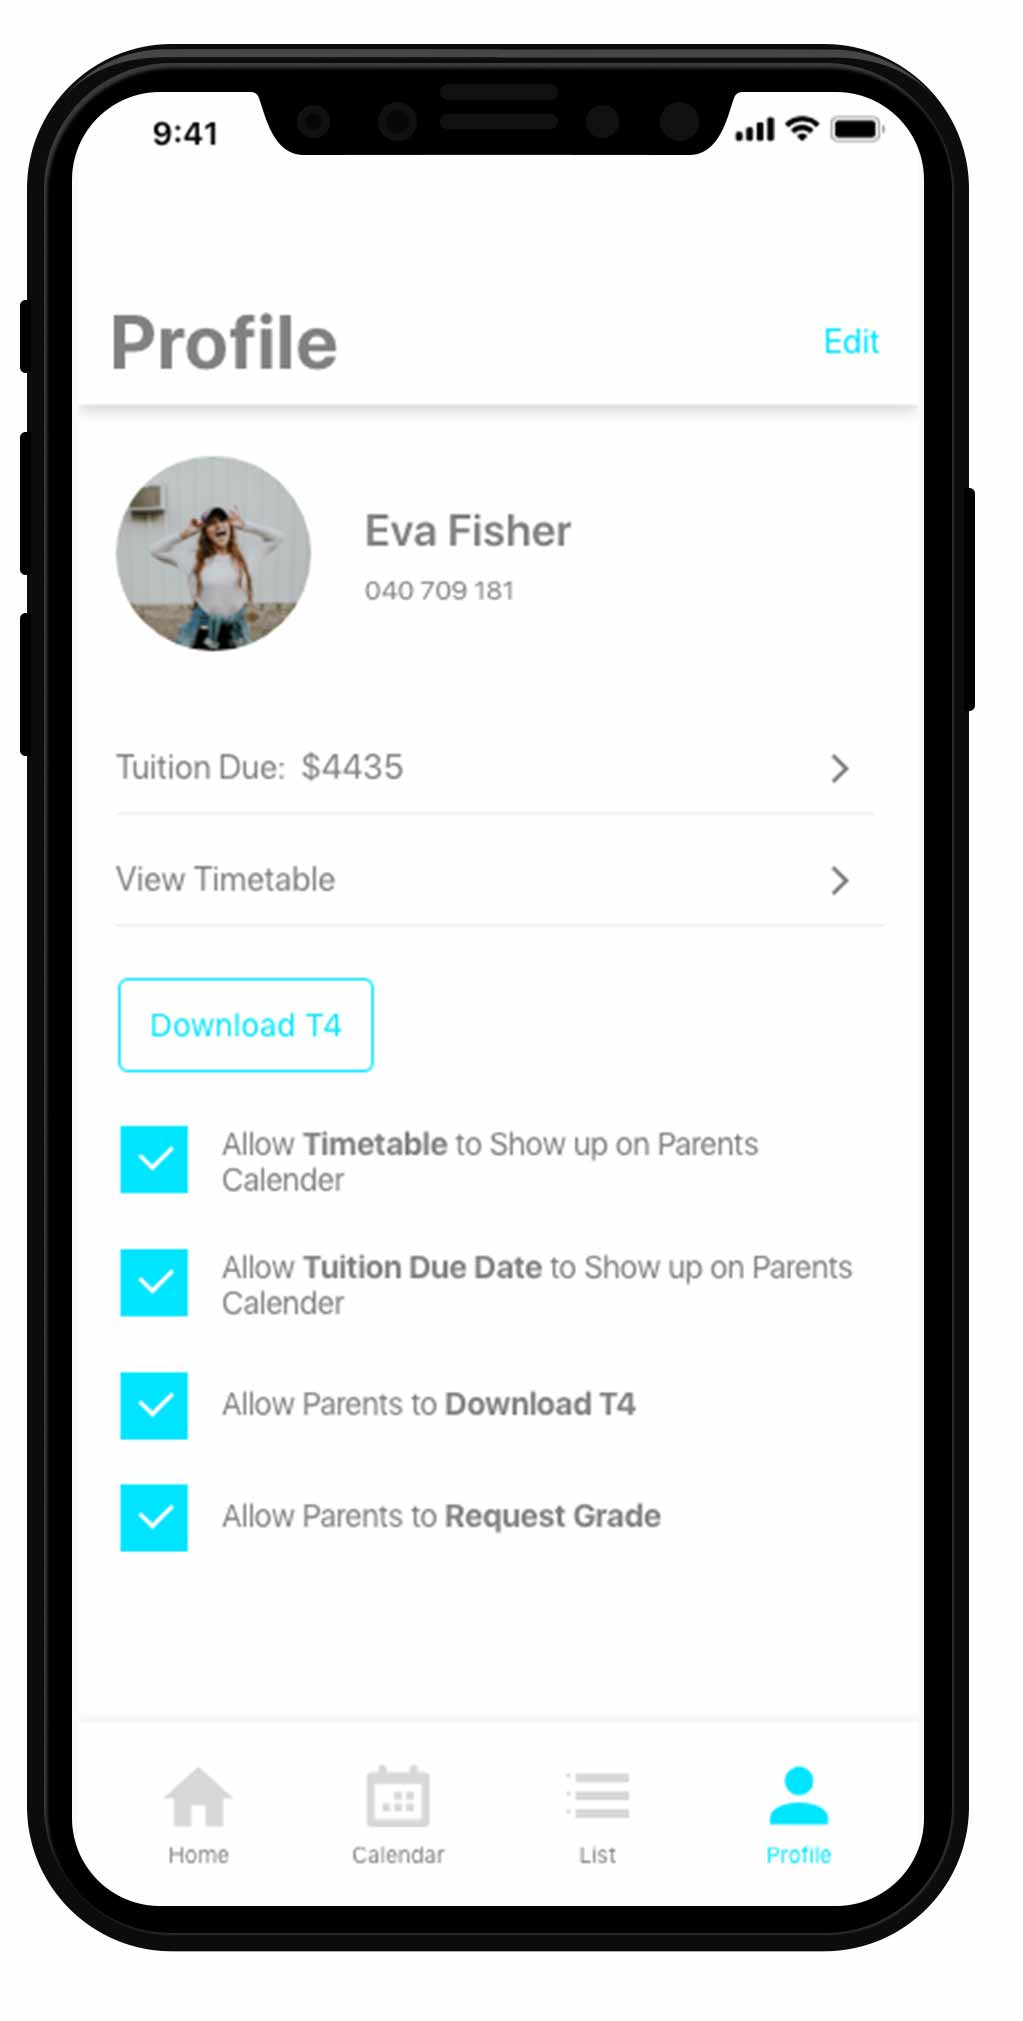 9:41
Profile
Edit
Eva Fisher
040 709 181
Tuition Due: $4435
View Timetable
Download T4
Allow Timetable to Show up on Parents
Calender
Allow Tuition Due Date to Show up on Parents
Calender
Allow Parents to Download T4
Allow Parents to Request Grade
Home
Calendar
List
Profile